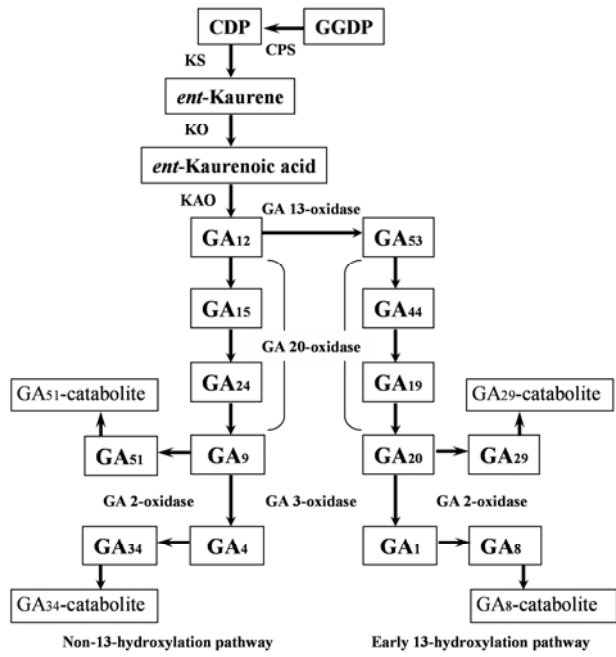 CDP GGDP
CPS
KS
ent-Kaurene
KO
ent-Kaurenoic acid
KAO
GA 13-oxidase
GA12 GA53
GA15 GA44
GA 20-oxidase
GA24 GA19
GA51-catabolite GA29-catabolite
GA51 GA9 GA20 GA29
GA 2-oxidase GA 3-oxidase GA 2-oxidase
GA34 GA4 GA1 GA8
GA34-catabolite GA8-catabolite
Non-13-hydroxylation pathway Early 13-hydroxylation pathway